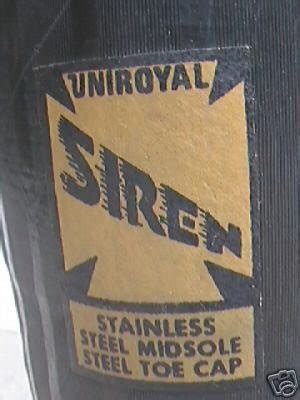 UNIROYAL
SIREN
STAINLESS
STEEL MIDSOLE
STEEL TOE CAP